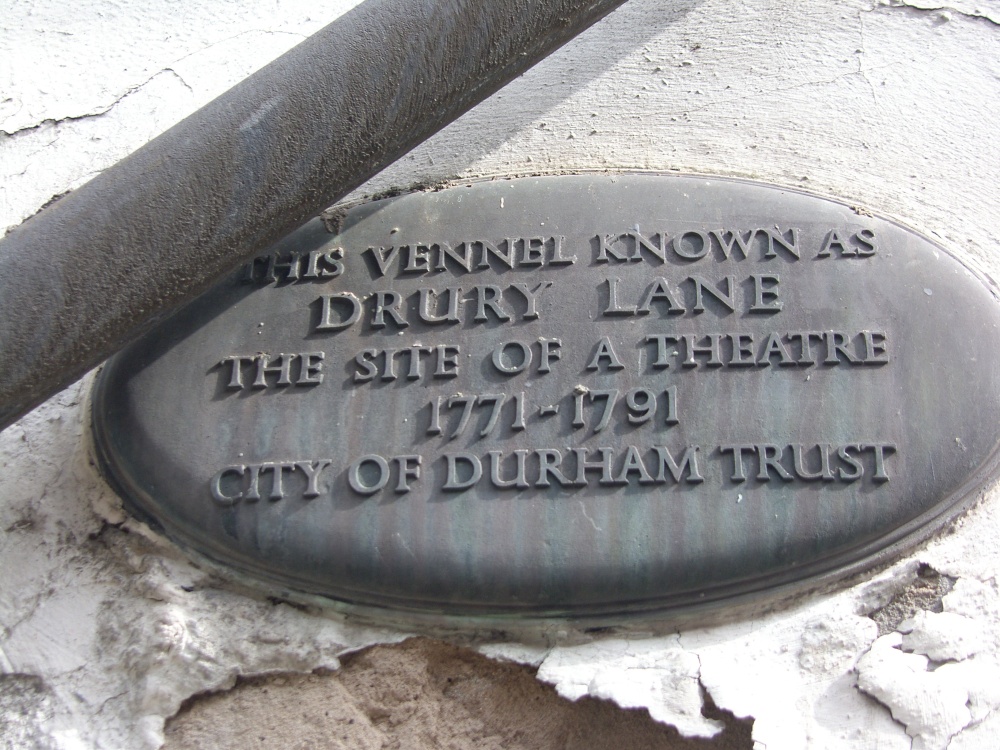 THIS VENNEL KNOWN AS
DRURY LANE
THE SITE OF A THEATRE
1771-1791
CITY OF DURHAM TRUST